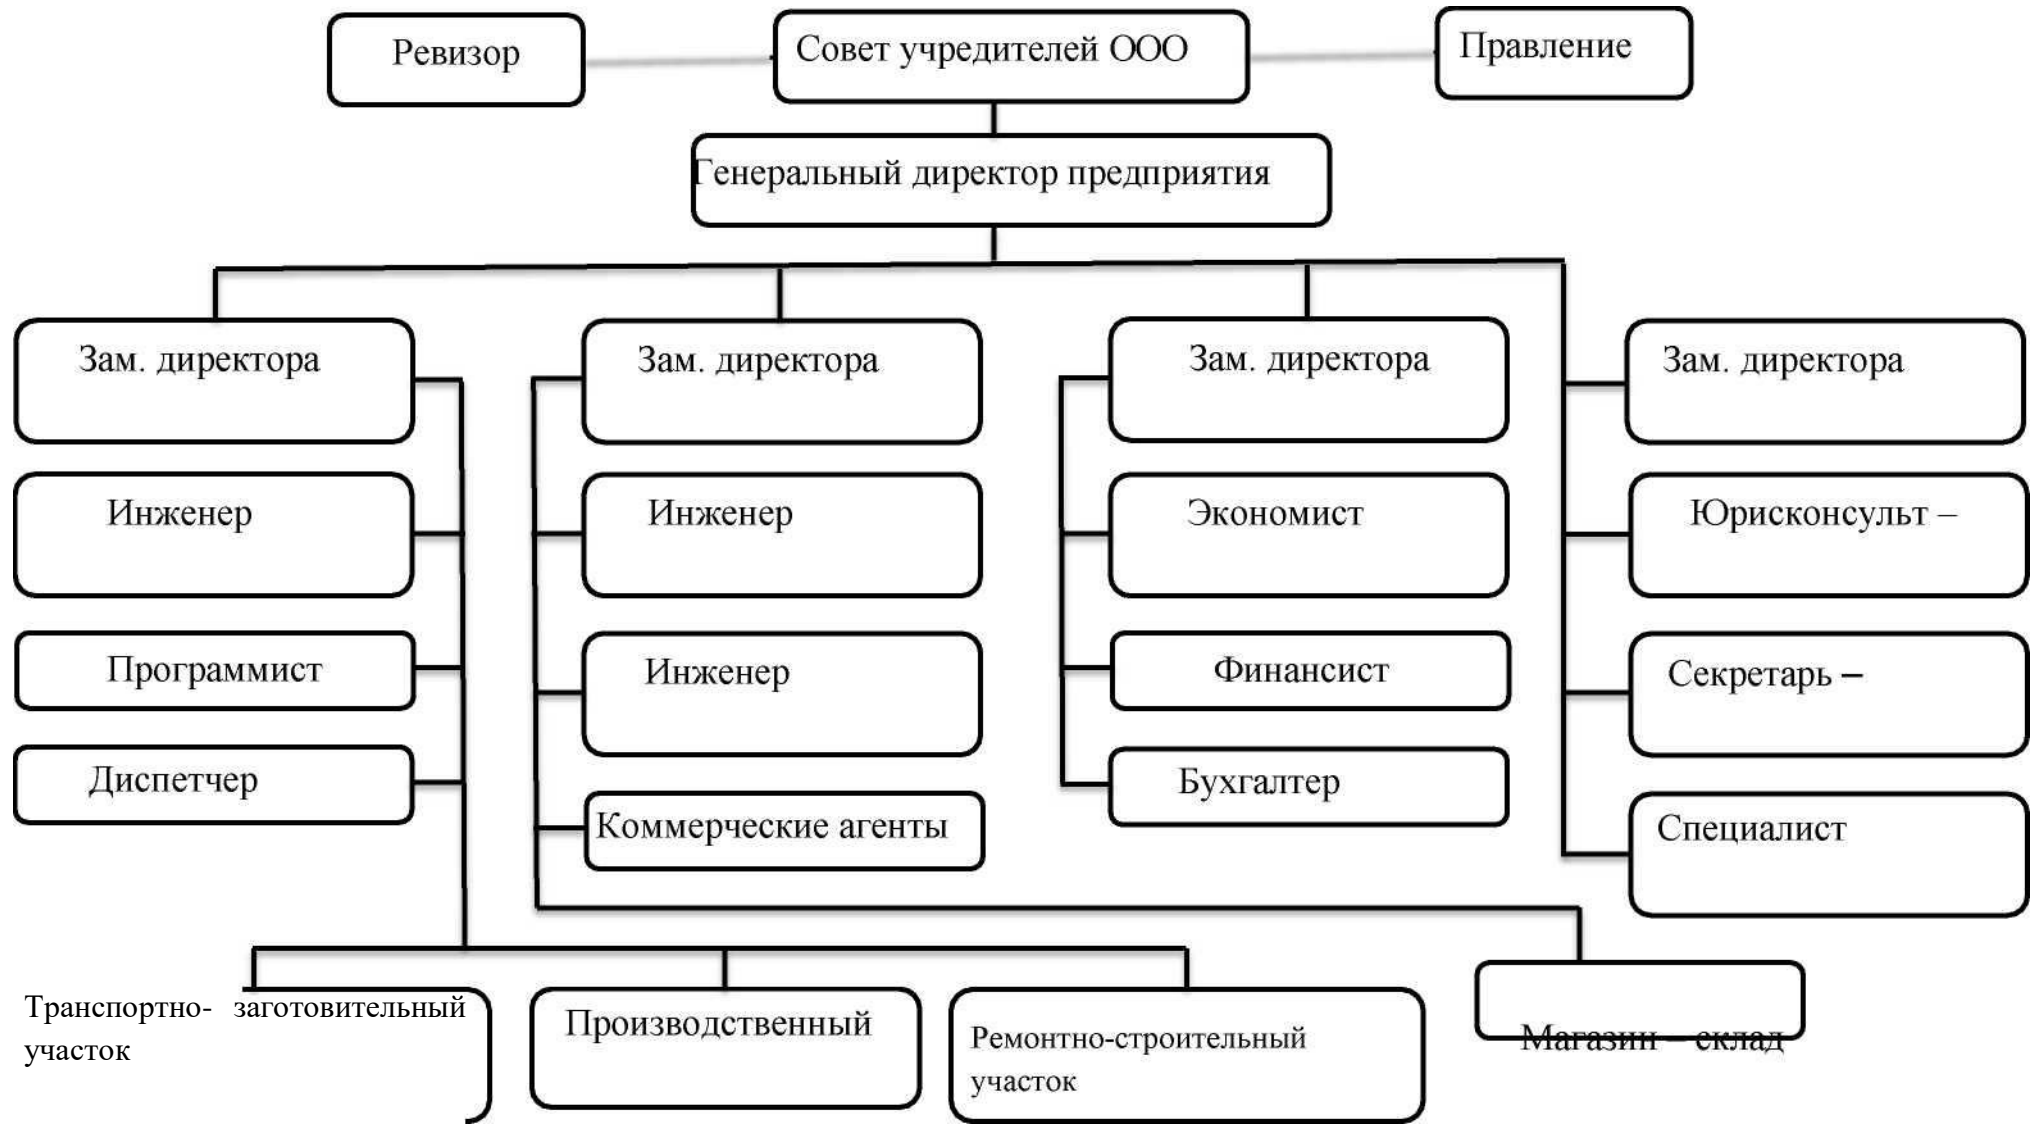 Ревизор
Совет учредителей ООО
Правление
Генеральный директор предприятия
Зам. директора
Зам. директора
Зам. директора
Зам. директора
Инженер
Инженер
Экономист
Юрисконсульт –
Программист
Инженер
Финансист
Секретарь –
Диспетчер
Коммерческие агенты
Бухгалтер
Специалист
Транспортно- заготовительный
участок
Производственный
Ремонтно-строительный
участок
Магазин – склад